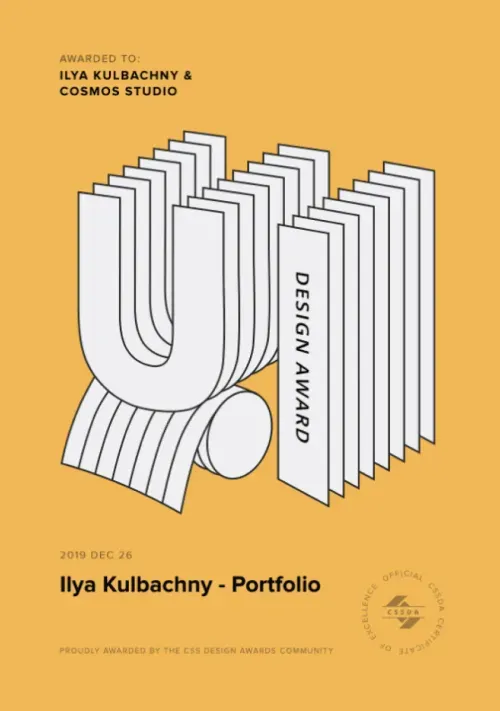 AWARDED TO:
ILYA KULBACHNY &
COSMOS STUDIO
UI
DESIGN AWARD
2019 DEC 26
Ilya Kulbachny - Portfolio
OFFICIAL CSSDA CERTIFICATE OF EXCELLENCE
CSSDA
PROUDLY AWARDED BY THE CSS DESIGN AWARDS COMMUNITY